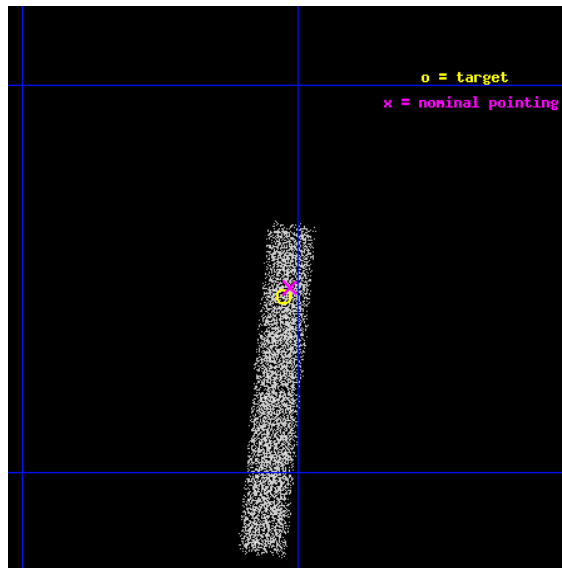 o = target
x = nominal pointing